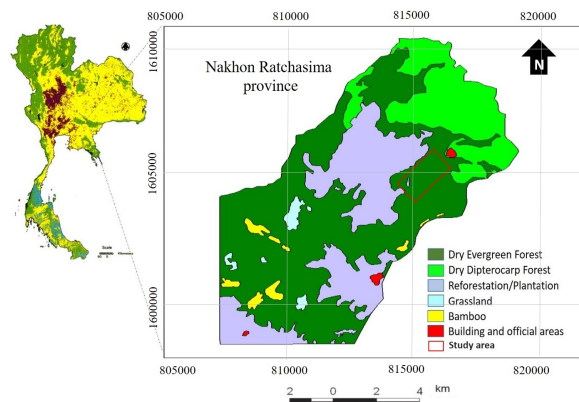 805000
810000
815000
820000
1610000
1605000
1600000
Nakhon Ratchasima
province
N
Dry Evergreen Forest
Dry Dipterocarp Forest
Reforestation/Plantation
Grassland
Bamboo
Building and official areas
Study area
Scale
805000
810000
815000
820000
2 0 2 4 km